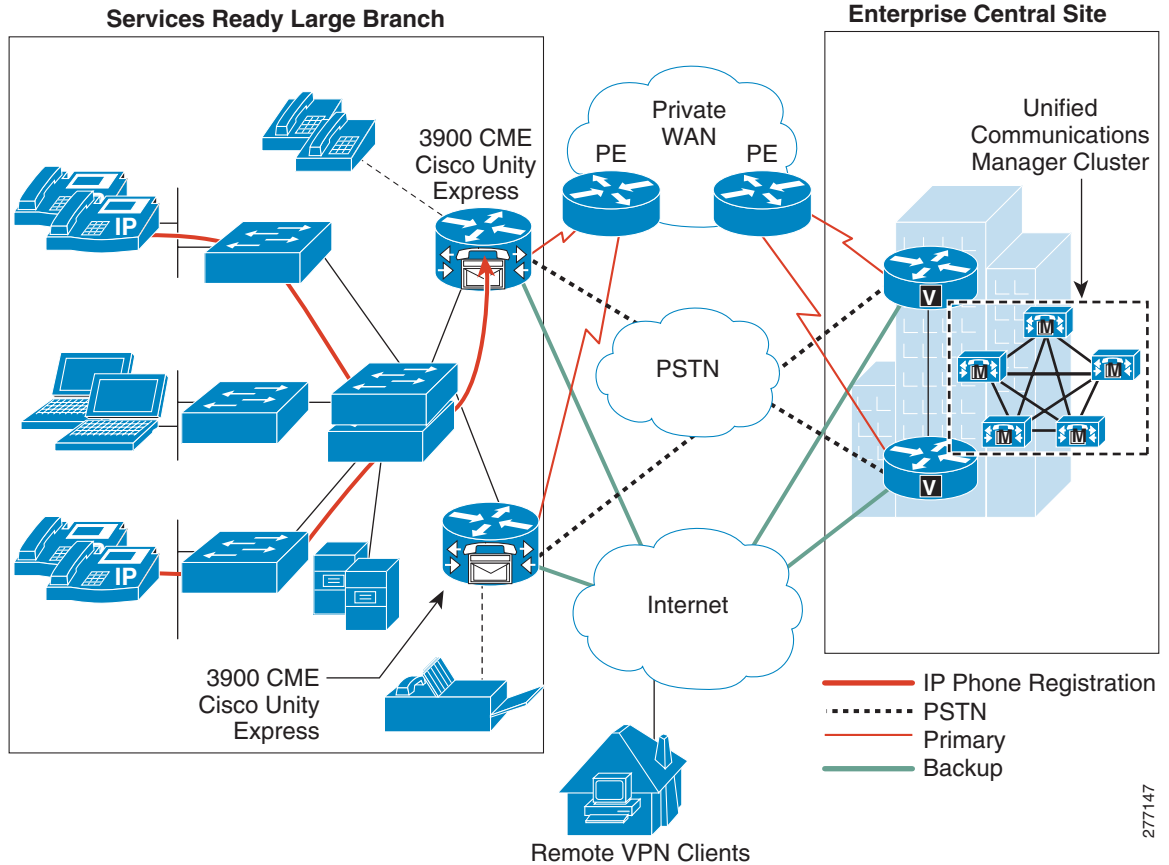 Services Ready Large Branch
Enterprise Central Site
3900 CME
Cisco Unity
Express
Private
WAN
PE
PE
Unified
Communications
Manager Cluster
IP
V
M
M
M
M
M
PSTN
V
IP
Internet
3900 CME
Cisco Unity
Express
IP Phone Registration
PSTN
Primary
Backup
Remote VPN Clients
277147